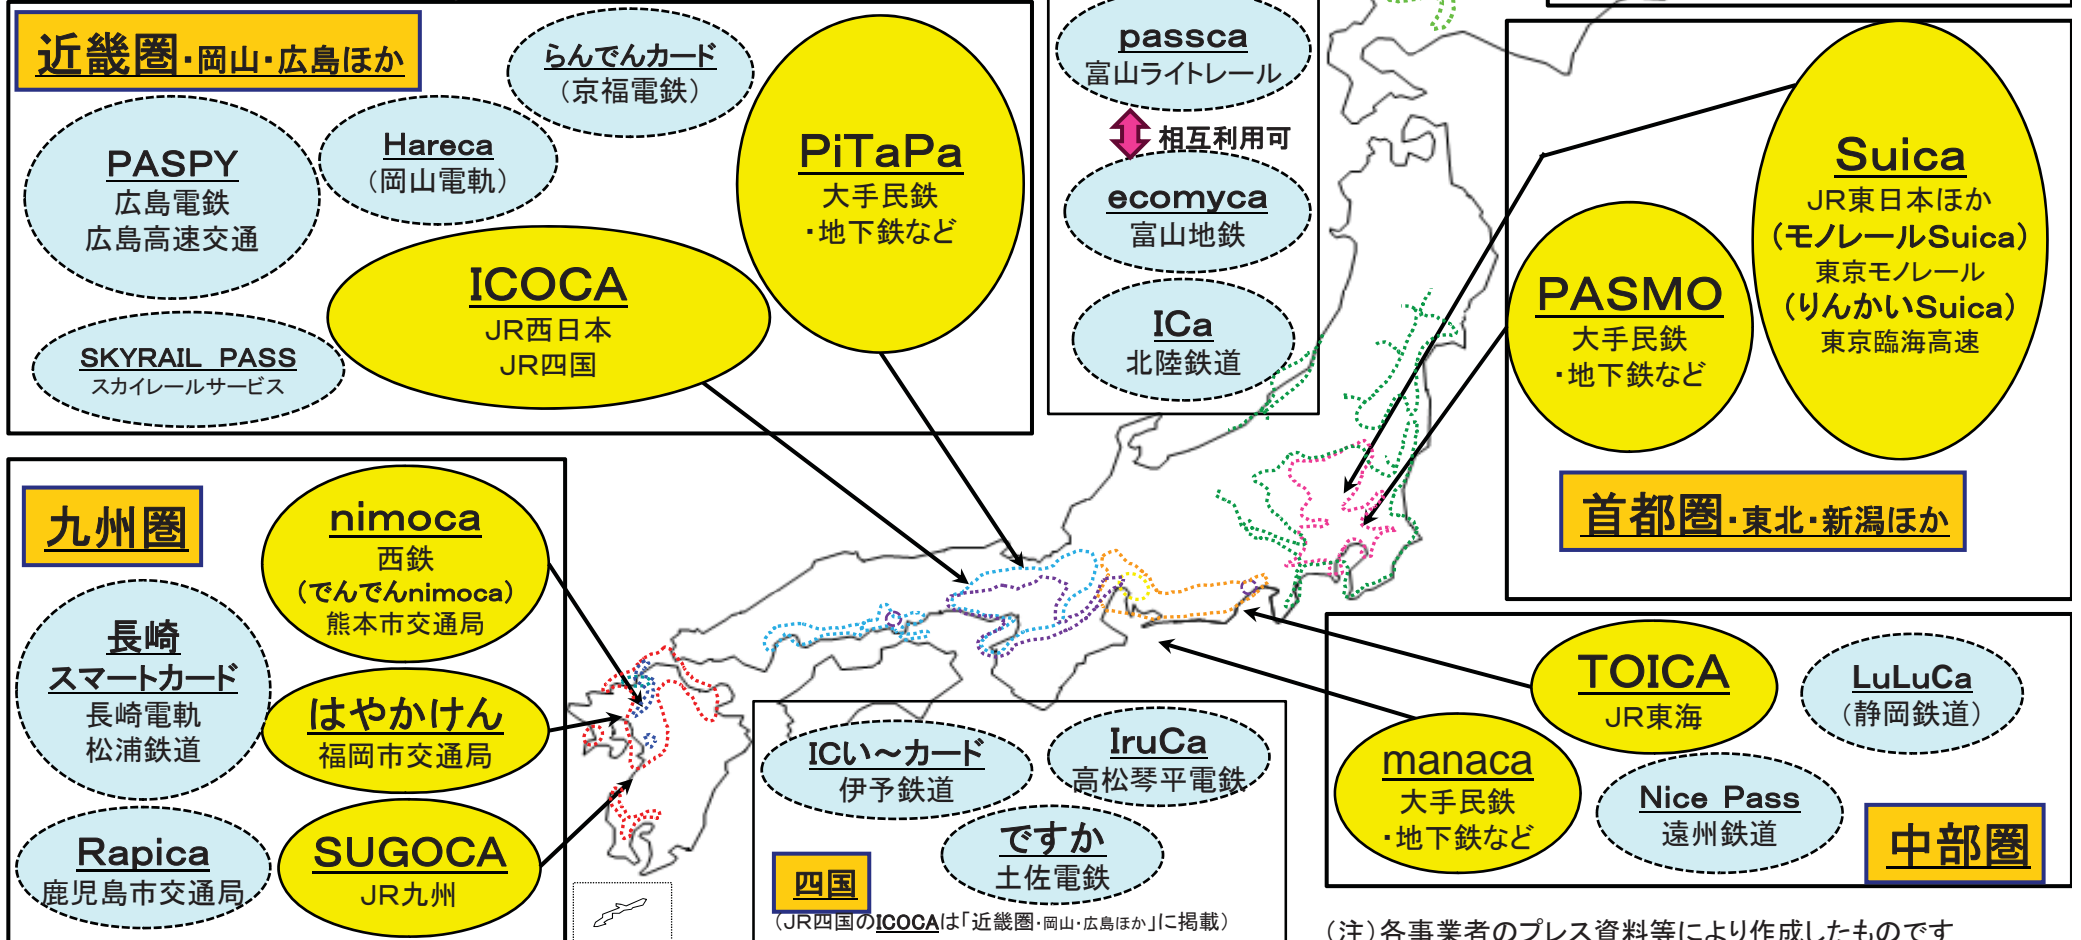 近畿圏・岡山・広島ほか
らんでんカード
（京福電鉄）
PASPY
広島電鉄
広島高速交通
Hareca
（岡山電軌）
PiTaPa
大手民鉄
・地下鉄など
ICOCA
JR西日本
JR四国
SKYRAIL PASS
スカイレールサービス
passca
富山ライトレール
相互利用可
ecomyca
富山地鉄
ICa
北陸鉄道
Suica
JR東日本ほか
（モノレールSuica）
東京モノレール
（りんかいSuica）
東京臨海高速
PASMO
大手民鉄
・地下鉄など
首都圏・東北・新潟ほか
九州圏
nimoca
西鉄
（でんでんnimoca）
熊本市交通局
長崎
スマートカード
長崎電軌
松浦鉄道
はやかけん
福岡市交通局
Rapica
鹿児島市交通局
SUGOCA
JR九州
ICい～カード
伊予鉄道
IruCa
高松琴平電鉄
ですか
土佐電鉄
四国
（JR四国のICOCAは「近畿圏・岡山・広島ほか」に掲載）
TOICA
JR東海
LuLuCa
（静岡鉄道）
manaca
大手民鉄
・地下鉄など
Nice Pass
遠州鉄道
中部圏
（注）各事業者のプレス資料等により作成したものです